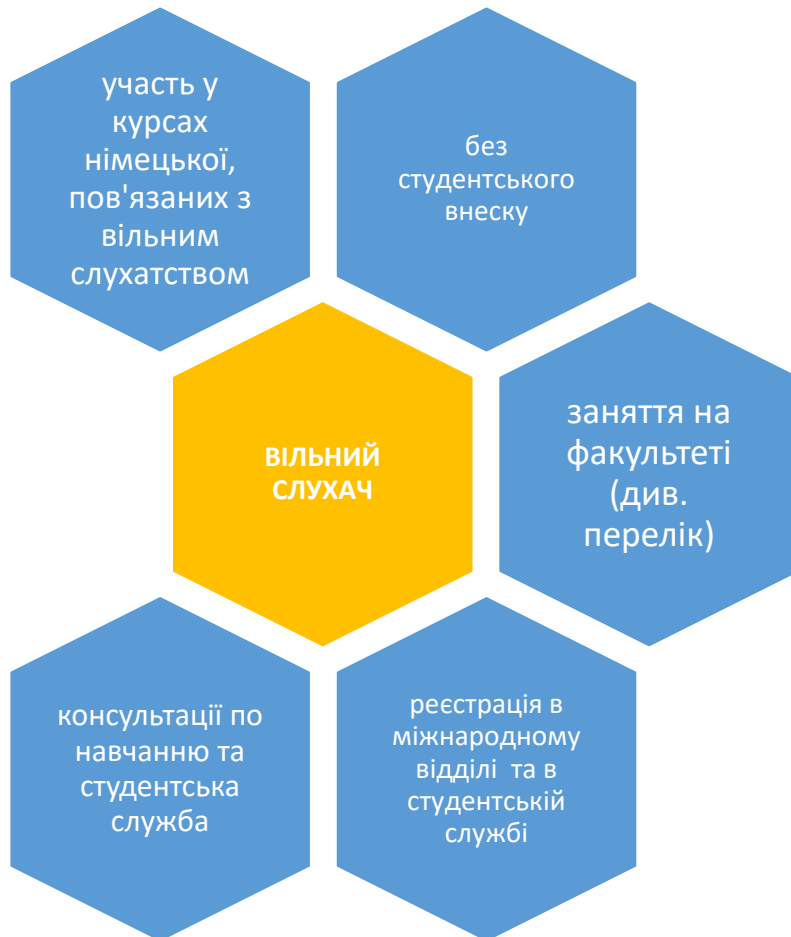 участь у
курсах
німецької,
пов'язаних з
вільним
слухатством
без
студентського
внеску
ВІЛЬНИЙ
СЛУХАЧ
заняття на
факультеті
(див.
перелік)
консультації по
навчанню та
студентська
служба
реєстрація в
міжнародному
відділі та в
студентській
службі